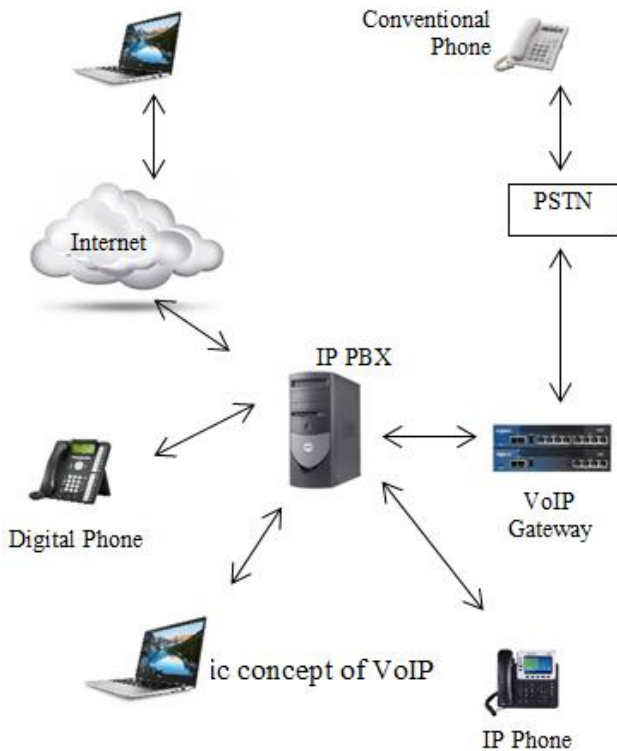 Conventional
Phone
PSTN
Internet
IP PBX
VoIP
Gateway
Digital Phone
ic concept of VoIP
IP Phone